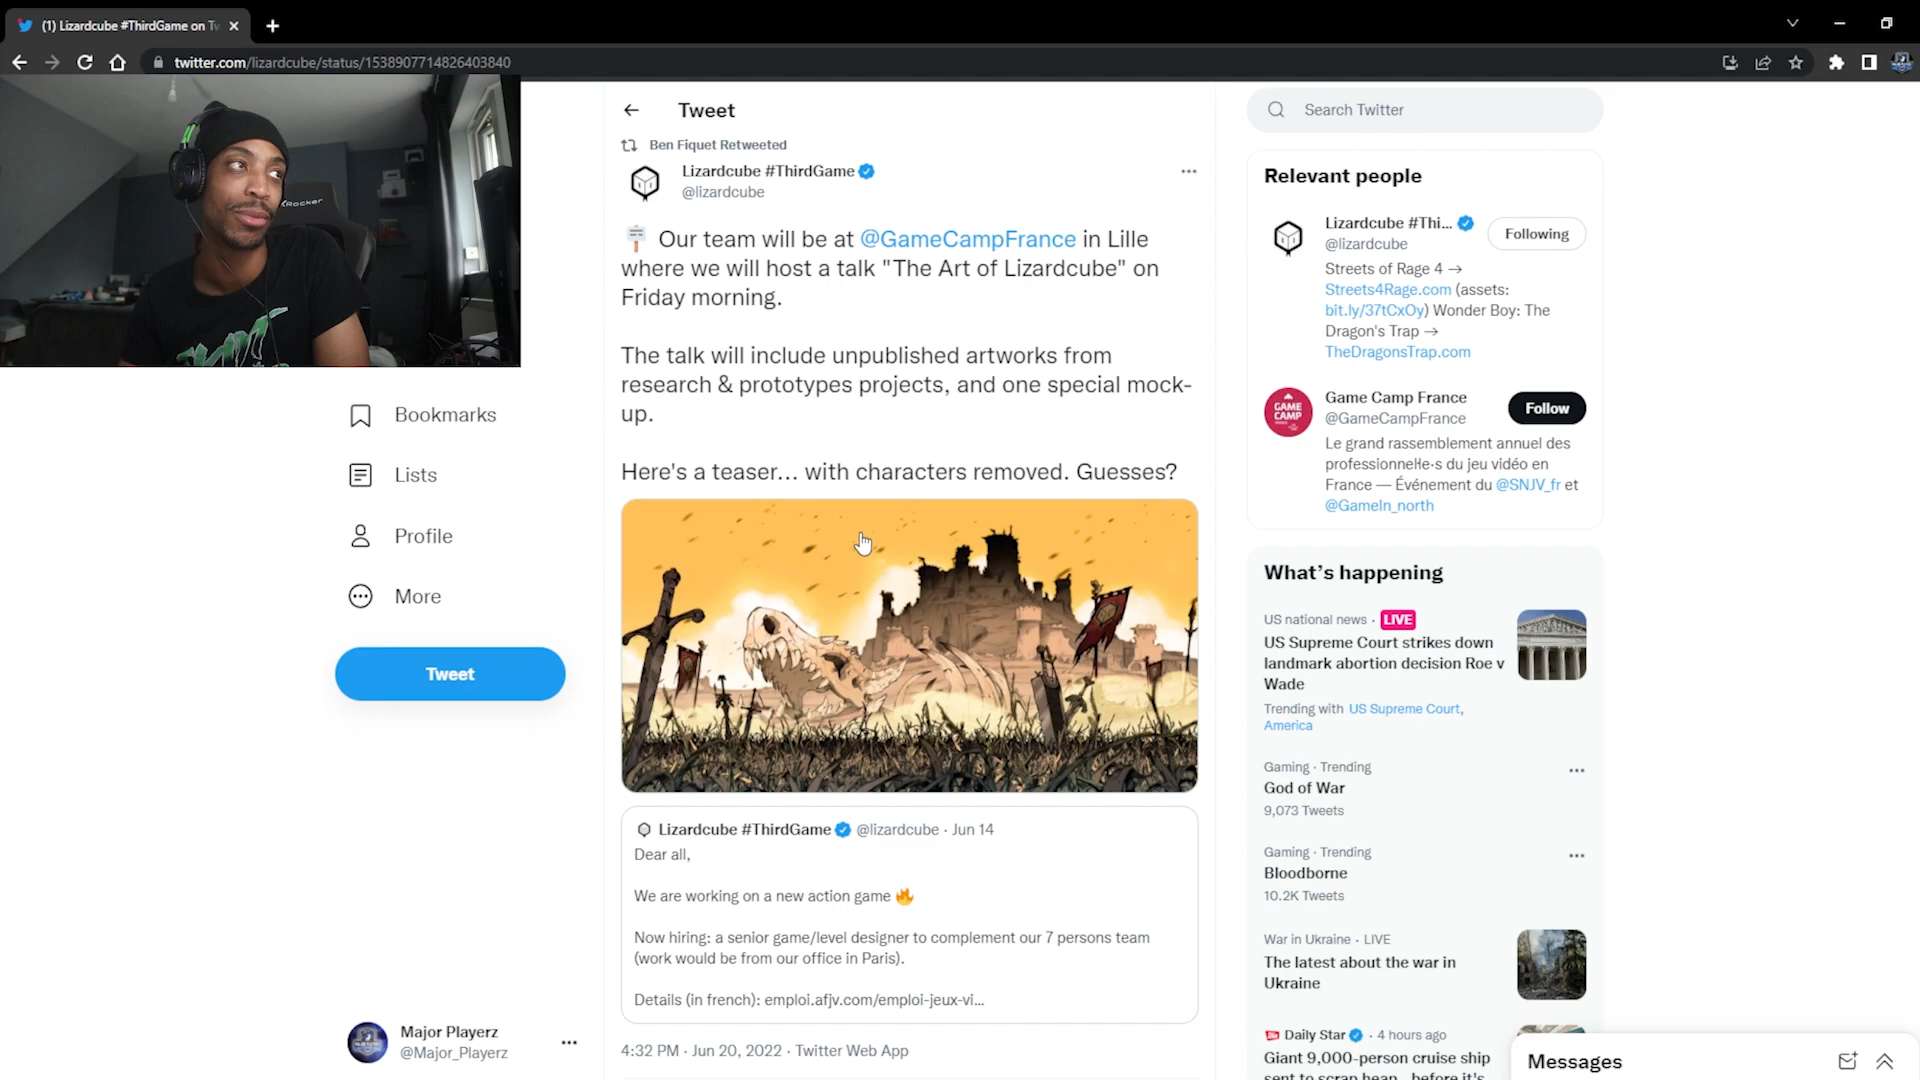 (1) Lizardcube #ThirdGame on Tw
twitter.com/lizardcube/status/1538907714826403840
Rocker
Bookmarks
Lists
Profile
More
Tweet
Major Playerz
@Major_Playerz
Tweet
Ben Fiquet Retweeted
Lizardcube #ThirdGame
@lizardcube
Our team will be at @GameCampFrance in Lille
where we will host a talk "The Art of Lizardcube" on
Friday morning.
The talk will include unpublished artworks from
research & prototypes projects, and one special mock-
up.
Here's a teaser... with characters removed. Guesses?
Lizardcube #ThirdGame @lizardcube · Jun 14
Dear all,
We are working on a new action game 🔥
Now hiring: a senior game/level designer to complement our 7 persons team
(work would be from our office in Paris).
Details (in french): emploi.afjv.com/emploi-jeux-vi...
4:32 PM · Jun 20, 2022 · Twitter Web App
Search Twitter
Relevant people
Lizardcube #Thi...
@lizardcube
Following
Streets of Rage 4 →
Streets4Rage.com (assets:
bit.ly/37tCxOy) Wonder Boy: The
Dragon's Trap →
TheDragonsTrap.com
GAME
CAMP
Game Camp France
@GameCampFrance
Follow
Le grand rassemblement annuel des
professionnel·le·s du jeu vidéo en
France — Événement du @SNJV_fr et
@GameIn_north
What's happening
US national news · LIVE
US Supreme Court strikes down
landmark abortion decision Roe v
Wade
Trending with US Supreme Court,
America
Gaming · Trending
God of War
9,073 Tweets
Gaming · Trending
Bloodborne
10.2K Tweets
War in Ukraine · LIVE
The latest about the war in
Ukraine
Daily Star · 4 hours ago
Giant 9,000-person cruise ship
sent to scrap heap... before it's
Messages